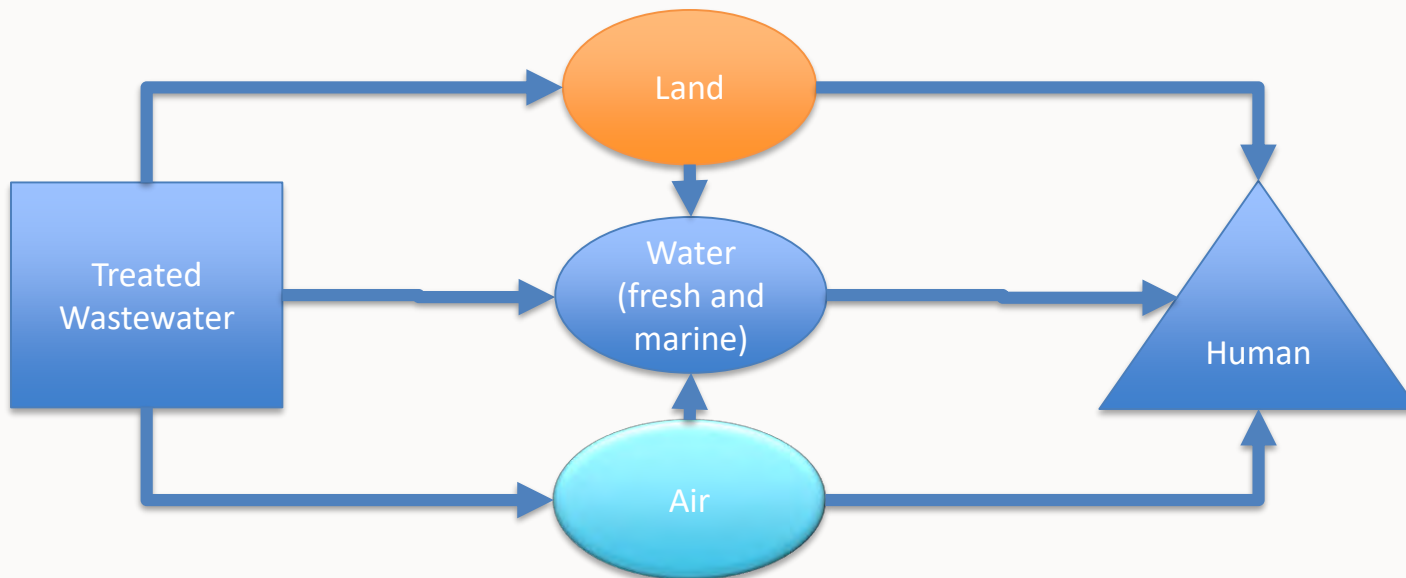 Land
Treated
Wastewater
Water
(fresh and
marine)
Human
Air